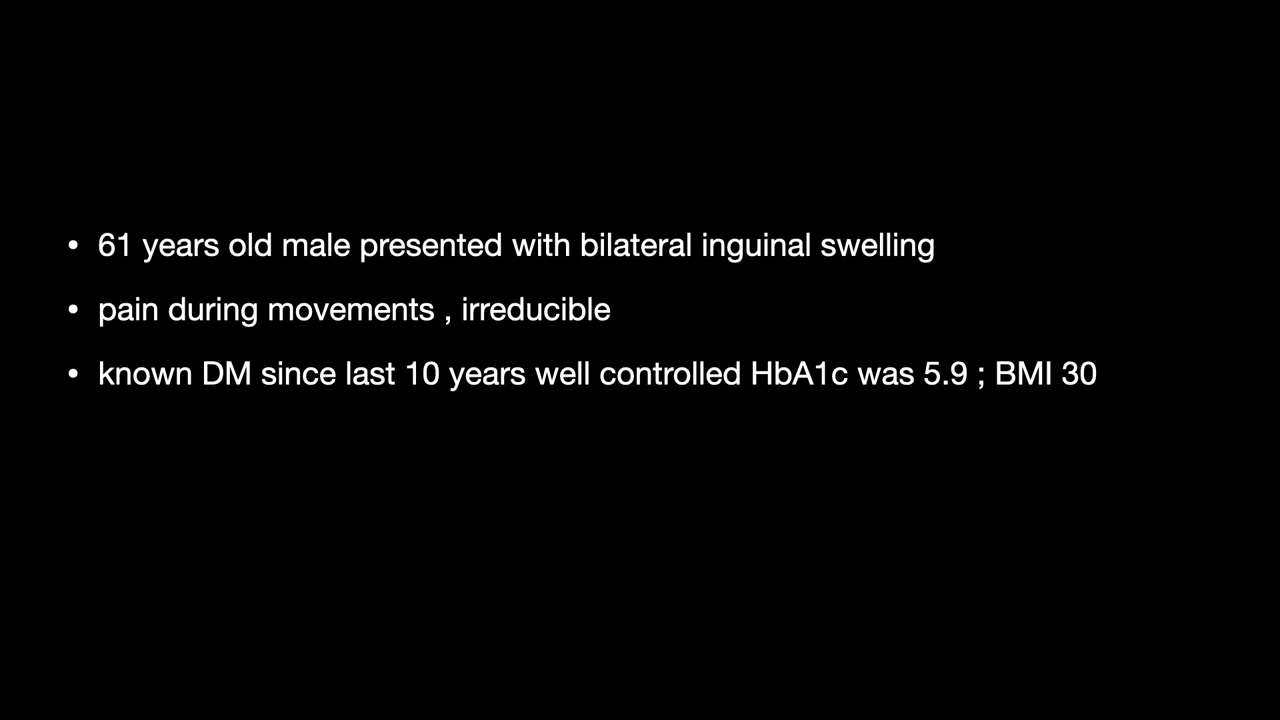 • 61 years old male presented with bilateral inguinal swelling
• pain during movements , irreducible
• known DM since last 10 years well controlled HbA1c was 5.9 ; BMI 30